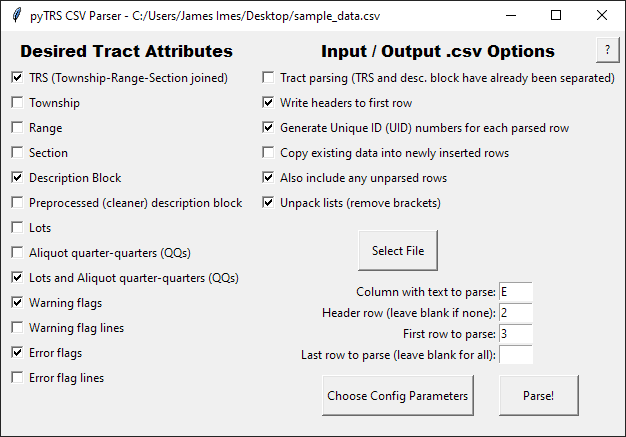 pyTRS CSV Parser - C:/Users/James Imes/Desktop/sample_data.csv
Desired Tract Attributes
TRS (Township-Range-Section joined)
Township
Range
Section
Description Block
Preprocessed (cleaner) description block
Lots
Aliquot quarter-quarters (QQs)
Lots and Aliquot quarter-quarters (QQs)
Warning flags
Warning flag lines
Error flags
Error flag lines
Input / Output .csv Options
?
Tract parsing (TRS and desc. block have already been separated)
Write headers to first row
Generate Unique ID (UID) numbers for each parsed row
Copy existing data into newly inserted rows
Also include any unparsed rows
Unpack lists (remove brackets)
Select File
Column with text to parse: E
Header row (leave blank if none): 2
First row to parse: 3
Last row to parse (leave blank for all):
Choose Config Parameters
Parse!